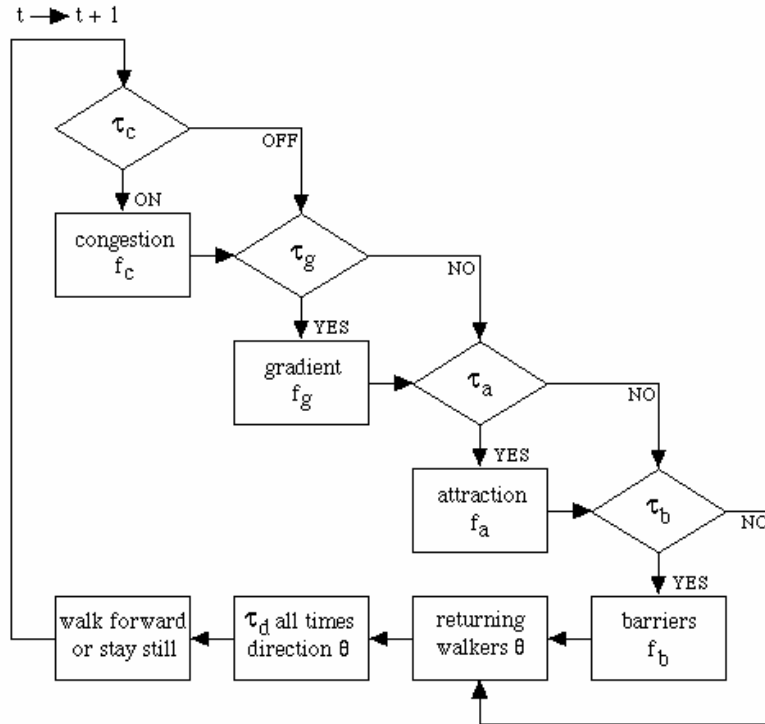 t → t + 1
τc
OFF
ON
congestion
fc
τg
NO
YES
gradient
fg
τa
NO
YES
attraction
fa
τb
NO
YES
walk forward
or stay still
τd all times
direction θ
returning
walkers θ
barriers
fb